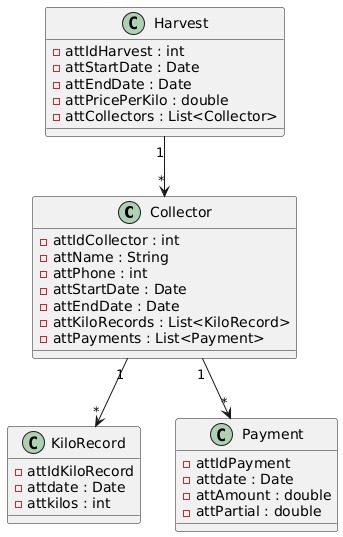 C Harvest
attIdHarvest : int
attStartDate : Date
attEndDate : Date
attPricePerKilo : double
attCollectors : List<Collector>
1
*
C Collector
attIdCollector : int
attName : String
attPhone : int
attStartDate : Date
attEndDate : Date
attKiloRecords : List<KiloRecord>
attPayments : List<Payment>
1
1
*
*
C KiloRecord
attIdKiloRecord
attdate : Date
attkilos : int
C Payment
attIdPayment
attdate : Date
attAmount : double
attPartial : double